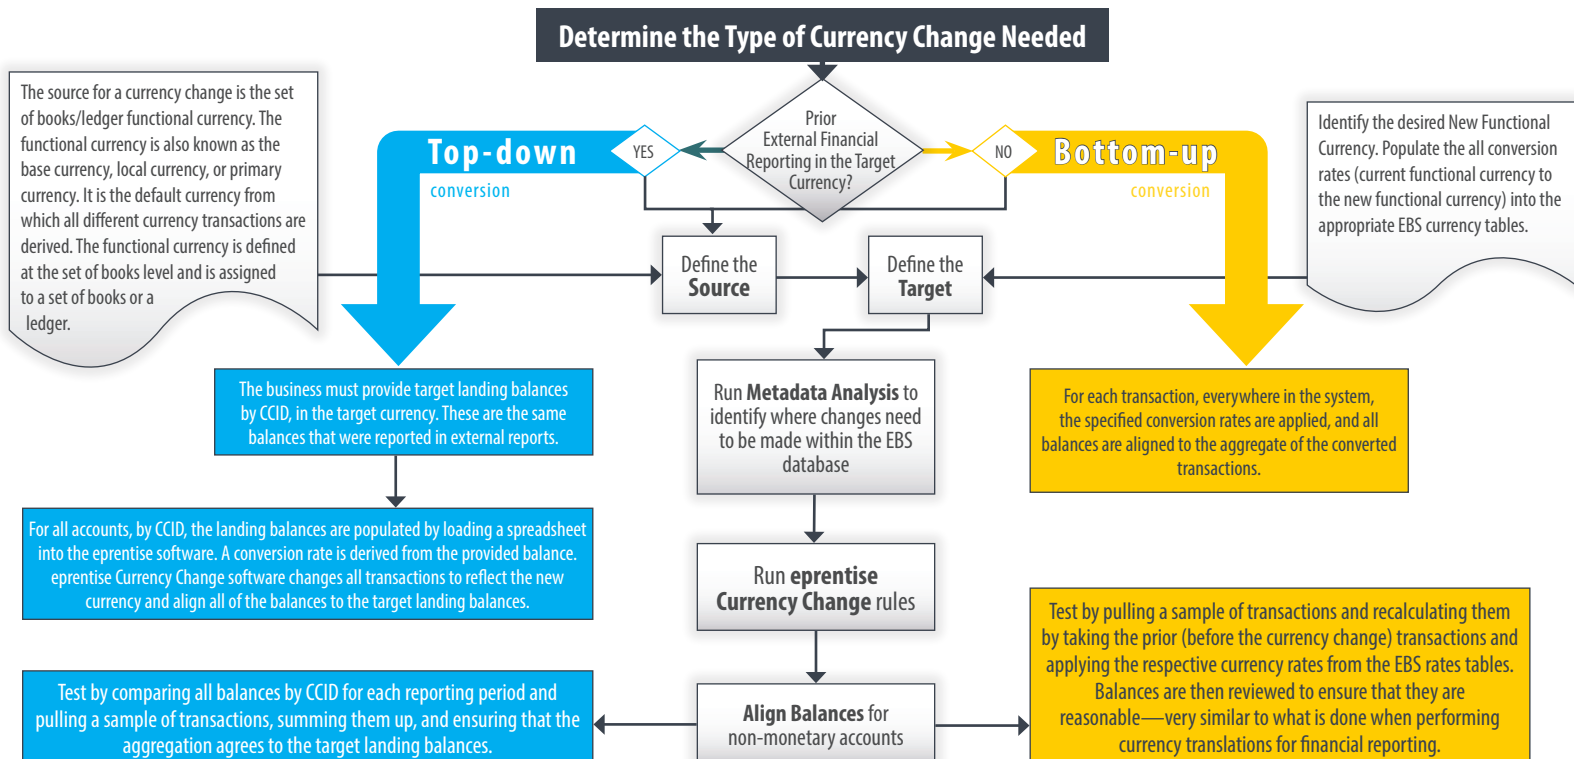 Determine the Type of Currency Change Needed
The source for a currency change is the set
of books/ledger functional currency. The
functional currency is also known as the
base currency, local currency, or primary
currency. It is the default currency from
which all different currency transactions are
derived. The functional currency is defined
at the set of books level and is assigned
to a set of books or a
ledger.
Top-down
conversion
YES
Prior
External Financial
Reporting in the Target
Currency?
NO
Bottom-up
conversion
Identify the desired New Functional
Currency. Populate the all conversion
rates (current functional currency to
the new functional currency) into the
appropriate EBS currency tables.
Define the
Source
Define the
Target
The business must provide target landing balances
by CCID, in the target currency. These are the same
balances that were reported in external reports.
Run Metadata Analysis to
identify where changes need
to be made within the EBS
database
For each transaction, everywhere in the system,
the specified conversion rates are applied, and all
balances are aligned to the aggregate of the converted
transactions.
For all accounts, by CCID, the landing balances are populated by loading a spreadsheet
into the eprentise software. A conversion rate is derived from the provided balance.
eprentise Currency Change software changes all transactions to reflect the new
currency and align all of the balances to the target landing balances.
Run eprentise
Currency Change rules
Test by comparing all balances by CCID for each reporting period and
pulling a sample of transactions, summing them up, and ensuring that the
aggregation agrees to the target landing balances.
Align Balances for
non-monetary accounts
Test by pulling a sample of transactions and recalculating them
by taking the prior (before the currency change) transactions and
applying the respective currency rates from the EBS rates tables.
Balances are then reviewed to ensure that they are
reasonable—very similar to what is done when performing
currency translations for financial reporting.